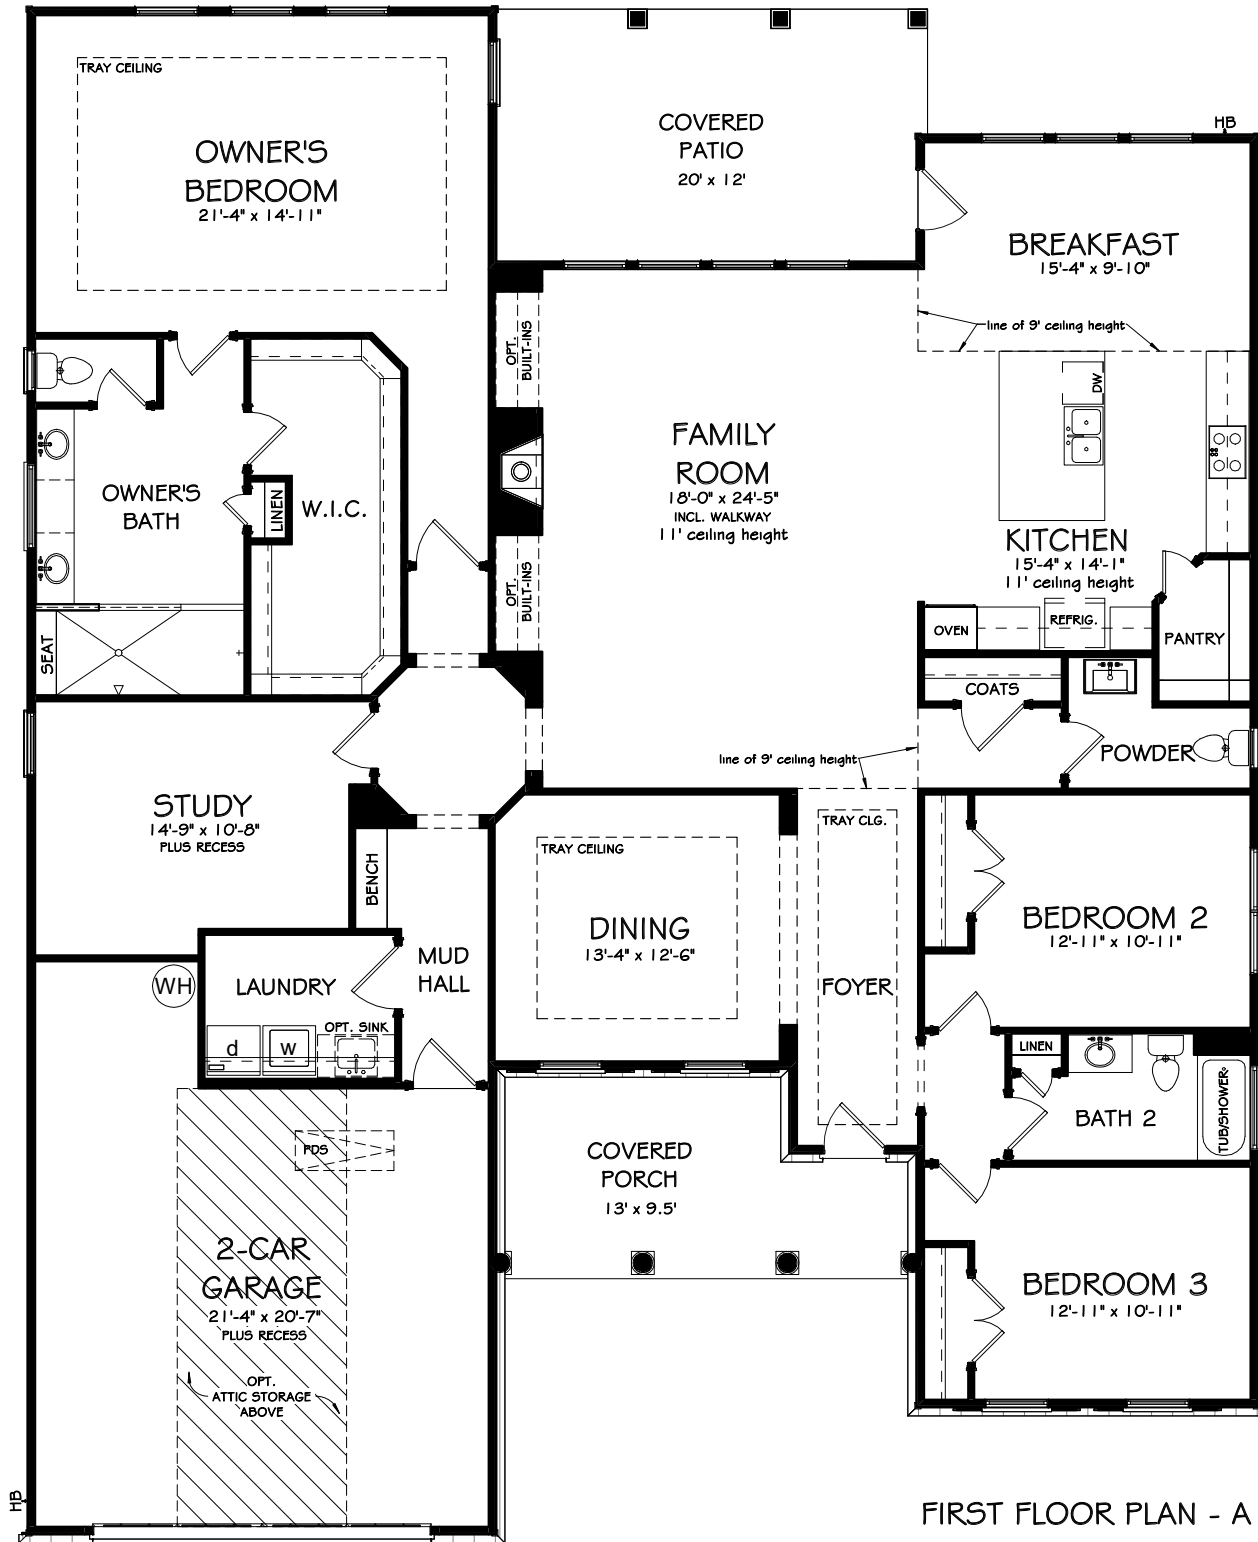 TRAY CEILING
OWNER'S
BEDROOM
21'-4" x 14'-11"
COVERED
PATIO
20' x 12'
HB
BREAKFAST
15'-4" x 9'-10"
line of 9' ceiling height
OPT.
BUILT-INS
DW
FAMILY
ROOM
18'-0" x 24'-5"
INCL. WALKWAY
11' ceiling height
OWNER'S
BATH
LINEN
W.I.C.
KITCHEN
15'-4" x 14'-1"
11' ceiling height
OPT.
BUILT-INS
OVEN
REFRIG.
PANTRY
SEAT
COATS
POWDER
line of 9' ceiling height
STUDY
14'-9" x 10'-8"
PLUS RECESS
BENCH
TRAY CEILING
TRAY CLG.
DINING
13'-4" x 12'-6"
BEDROOM 2
12'-11" x 10'-11"
MUD
HALL
FOYER
WH
LAUNDRY
OPT. SINK
d
w
LINEN
BATH 2
TUB/SHOWER
PDS
COVERED
PORCH
13' x 9.5'
2-CAR
GARAGE
21'-4" x 20'-7"
PLUS RECESS
BEDROOM 3
12'-11" x 10'-11"
OPT.
ATTIC STORAGE
ABOVE
HB
FIRST FLOOR PLAN - A